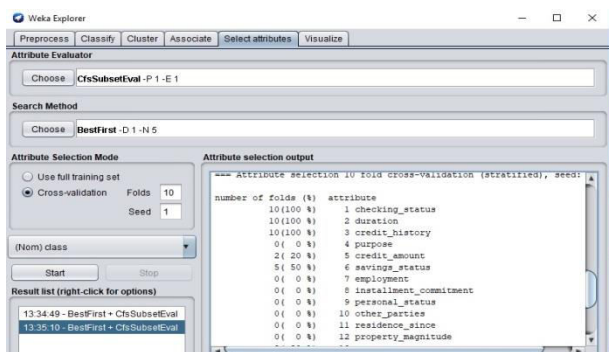 Weka Explorer
Preprocess Classify Cluster Associate Select attributes Visualize
Attribute Evaluator
Choose CfsSubsetEval -P 1 -E 1
Search Method
Choose BestFirst -D 1 -N 5
Attribute Selection Mode
Use full training set
Cross-validation Folds 10
Seed 1
(Nom) class
Start Stop
Result list (right-click for options)
13:34:49 - BestFirst + CfsSubsetEval
13:35:10 - BestFirst + CfsSubsetEval
Attribute selection output
=== Attribute selection 10 fold cross-validation (stratified), seed:
number of folds (%) attribute
10(100 %) 1 checking_status
10(100 %) 2 duration
10(100 %) 3 credit_history
0( 0 %) 4 purpose
2( 20 %) 5 credit_amount
5( 50 %) 6 savings_status
0( 0 %) 7 employment
0( 0 %) 8 installment_commitment
0( 0 %) 9 personal_status
0( 0 %) 10 other_parties
0( 0 %) 11 residence_since
0( 0 %) 12 property_magnitude